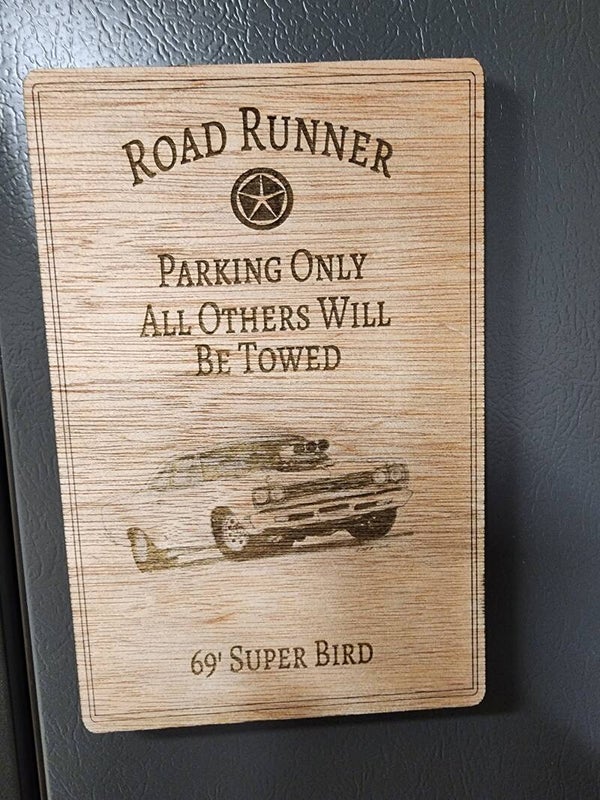 ROAD RUNNER
PARKING ONLY
ALL OTHERS WILL
BE TOWED
69' SUPER BIRD